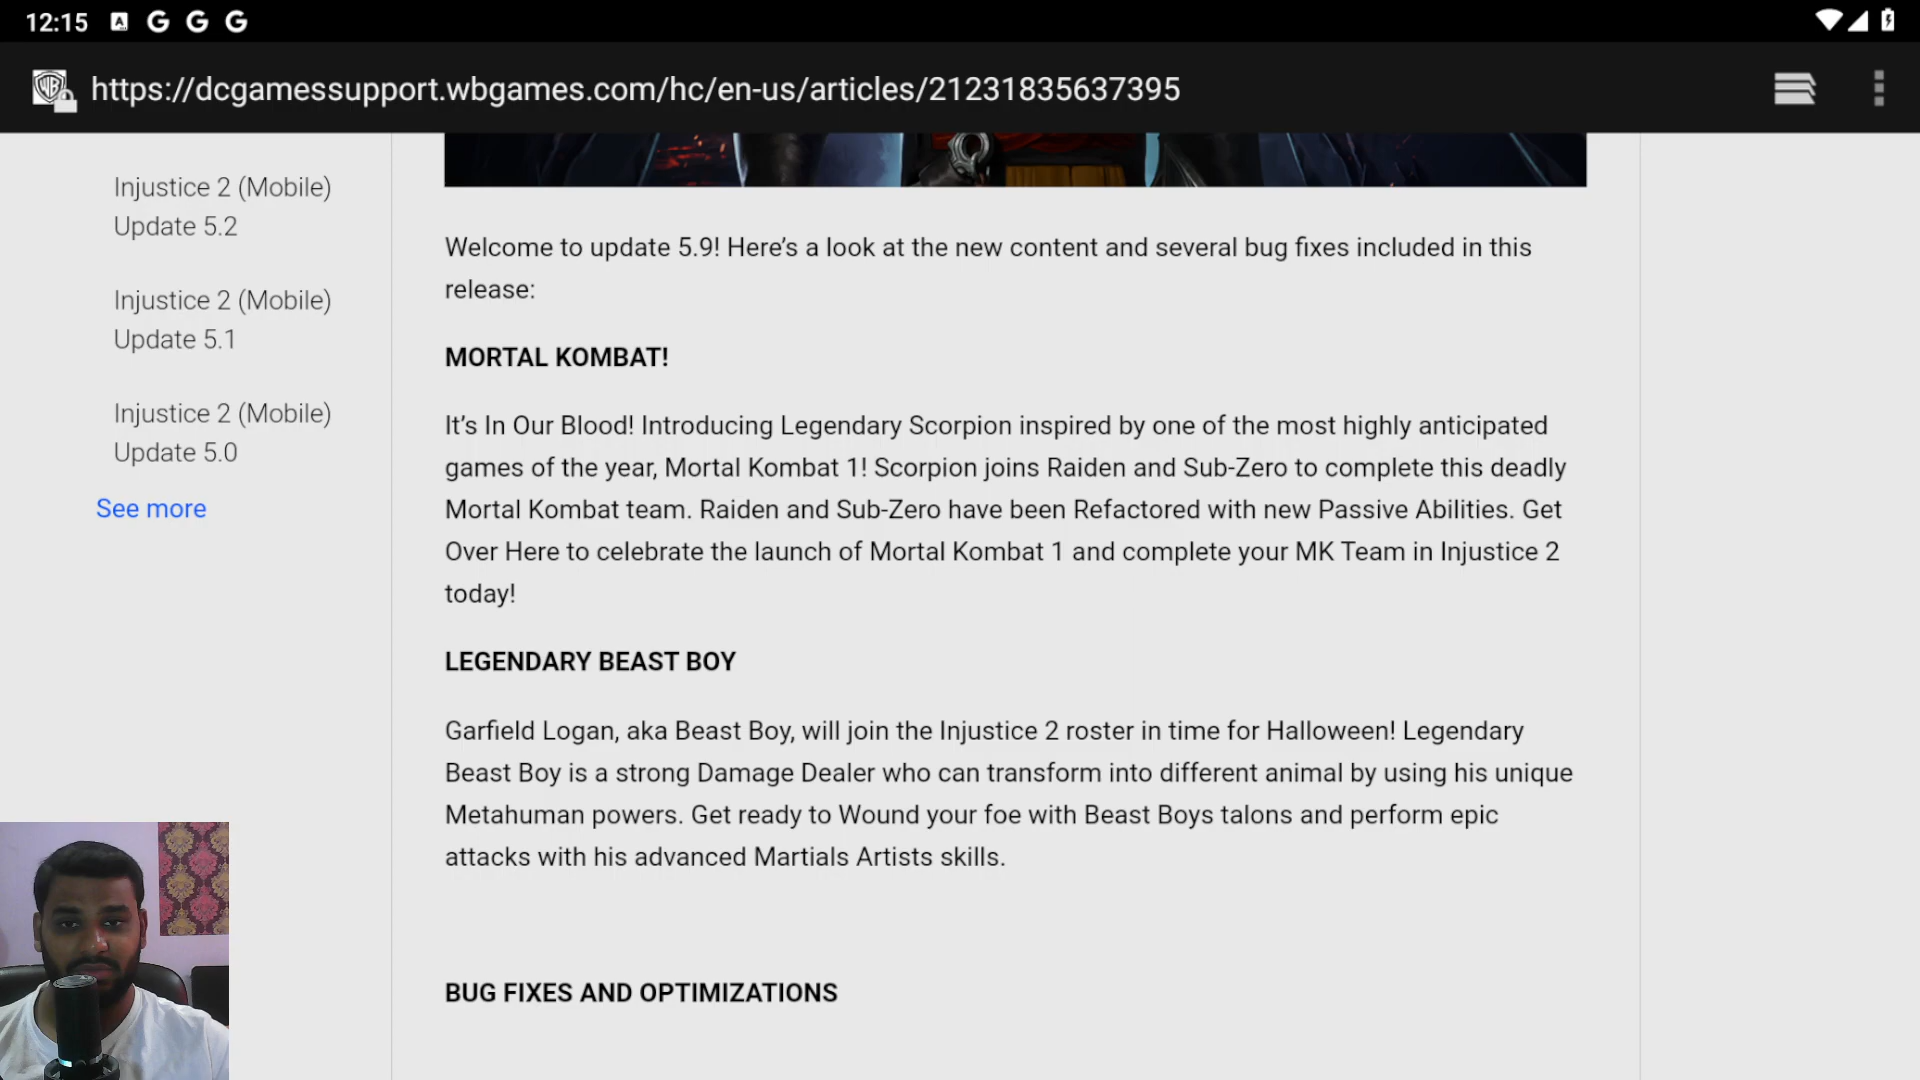 12:15 A G G G
WB https://dcgamessupport.wbgames.com/hc/en-us/articles/21231835637395
Injustice 2 (Mobile)
Update 5.2
Injustice 2 (Mobile)
Update 5.1
Injustice 2 (Mobile)
Update 5.0
See more
Welcome to update 5.9! Here’s a look at the new content and several bug fixes included in this
release:
MORTAL KOMBAT!
It’s In Our Blood! Introducing Legendary Scorpion inspired by one of the most highly anticipated
games of the year, Mortal Kombat 1! Scorpion joins Raiden and Sub-Zero to complete this deadly
Mortal Kombat team. Raiden and Sub-Zero have been Refactored with new Passive Abilities. Get
Over Here to celebrate the launch of Mortal Kombat 1 and complete your MK Team in Injustice 2
today!
LEGENDARY BEAST BOY
Garfield Logan, aka Beast Boy, will join the Injustice 2 roster in time for Halloween! Legendary
Beast Boy is a strong Damage Dealer who can transform into different animal by using his unique
Metahuman powers. Get ready to Wound your foe with Beast Boys talons and perform epic
attacks with his advanced Martials Artists skills.
BUG FIXES AND OPTIMIZATIONS